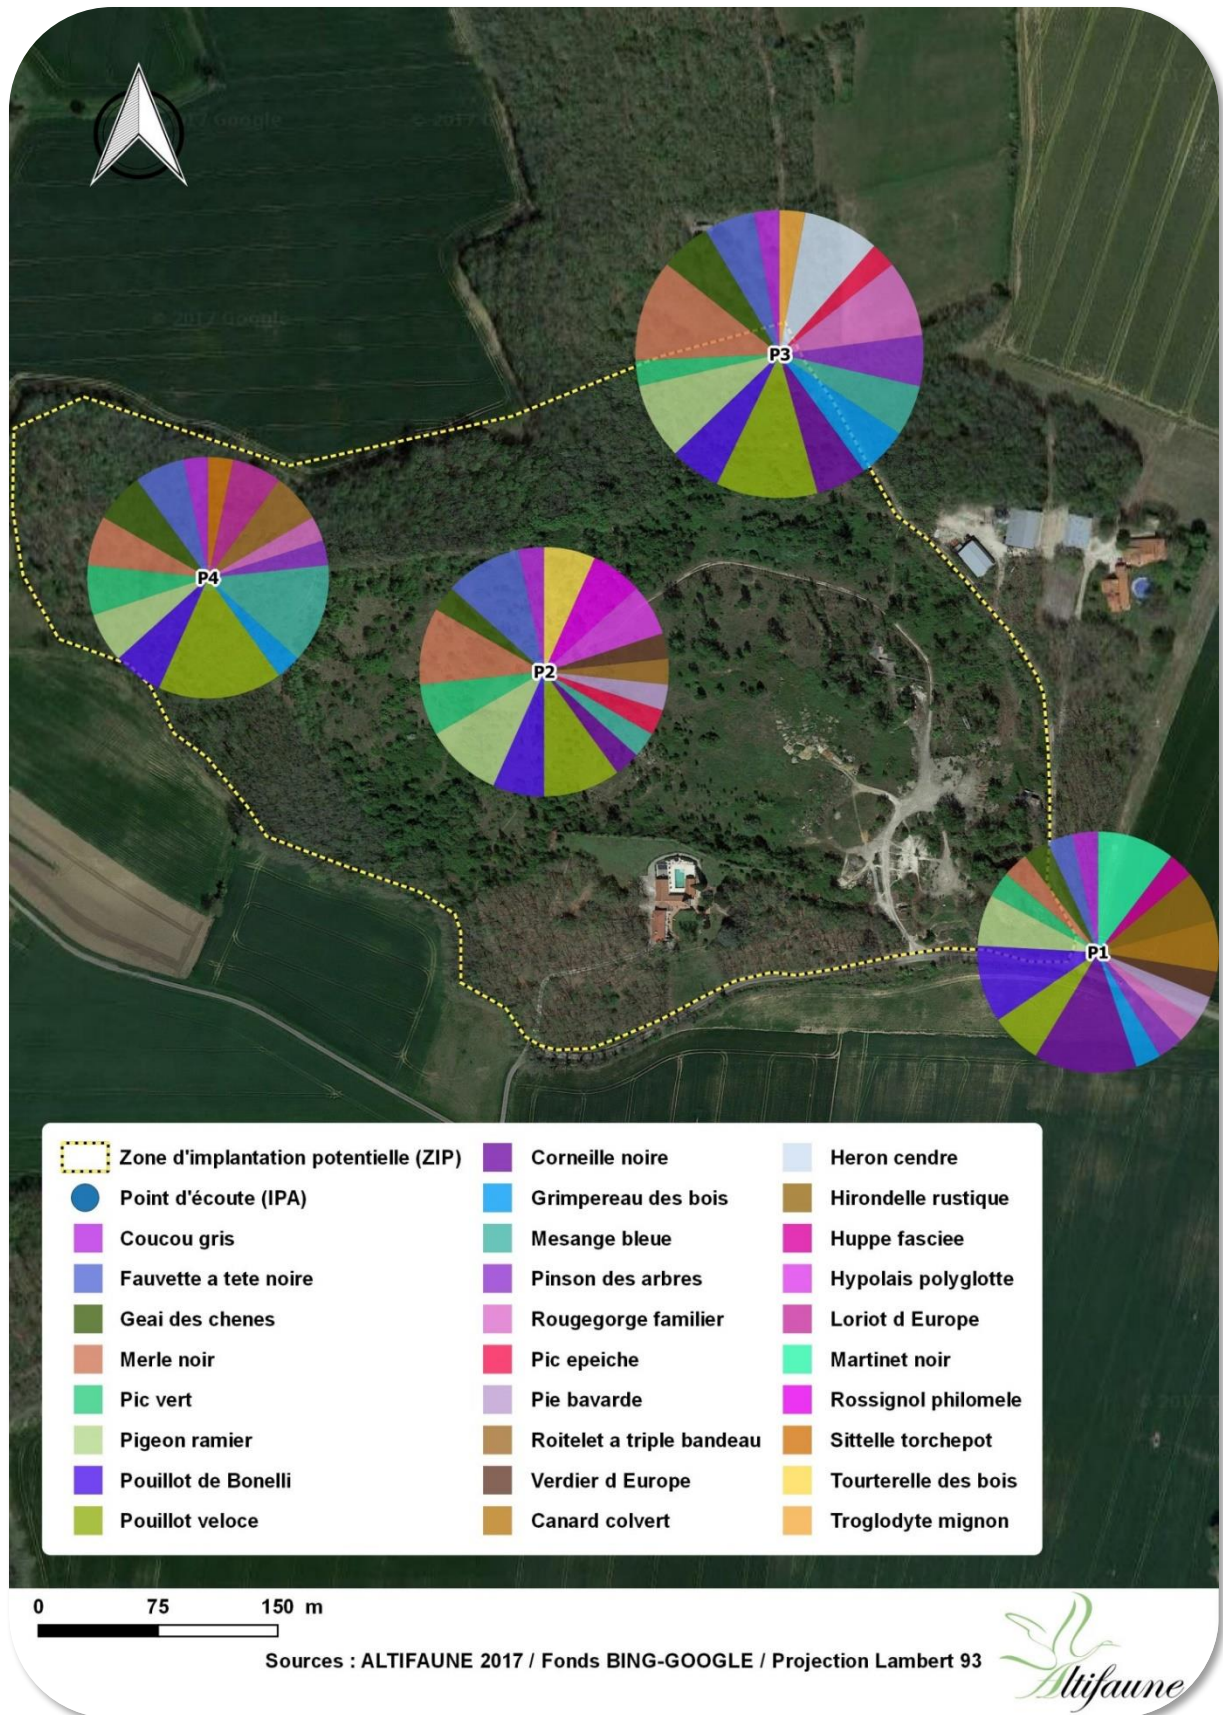 © 2017 Google
P3
P4
P2
P1
Zone d'implantation potentielle (ZIP)
Point d'écoute (IPA)
Coucou gris
Fauvette a tete noire
Geai des chenes
Merle noir
Pic vert
Pigeon ramier
Pouillot de Bonelli
Pouillot veloce
Corneille noire
Grimpereau des bois
Mesange bleue
Pinson des arbres
Rougegorge familier
Pic epeiche
Pie bavarde
Roitelet a triple bandeau
Verdier d Europe
Canard colvert
Heron cendre
Hirondelle rustique
Huppe fasciee
Hypolais polyglotte
Loriot d Europe
Martinet noir
Rossignol philomele
Sittelle torchepot
Tourterelle des bois
Troglodyte mignon
0 75 150 m
Sources : ALTIFAUNE 2017 / Fonds BING-GOOGLE / Projection Lambert 93
Altifaune